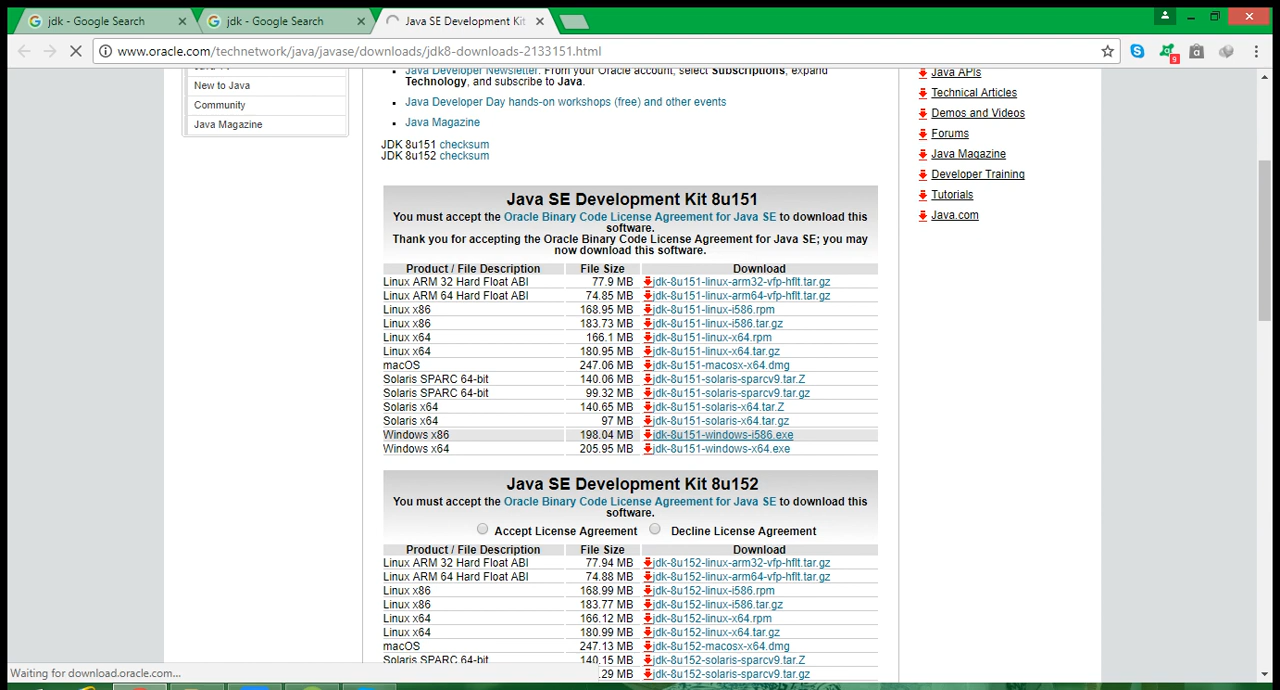 jdk - Google Search
jdk - Google Search
Java SE Development Kit
www.oracle.com/technetwork/java/javase/downloads/jdk8-downloads-2133151.html
9
New to Java
Community
Java Magazine
Java Developer Newsletter: From your Oracle account, select Subscriptions, expand
Technology, and subscribe to Java.
Java Developer Day hands-on workshops (free) and other events
Java Magazine
JDK 8u151 checksum
JDK 8u152 checksum
Java SE Development Kit 8u151
You must accept the Oracle Binary Code License Agreement for Java SE to download this
software.
Thank you for accepting the Oracle Binary Code License Agreement for Java SE; you may
now download this software.
Product / File Description File Size Download
Linux ARM 32 Hard Float ABI 77.9 MB jdk-8u151-linux-arm32-vfp-hflt.tar.gz
Linux ARM 64 Hard Float ABI 74.85 MB jdk-8u151-linux-arm64-vfp-hflt.tar.gz
Linux x86 168.95 MB jdk-8u151-linux-i586.rpm
Linux x86 183.73 MB jdk-8u151-linux-i586.tar.gz
Linux x64 166.1 MB jdk-8u151-linux-x64.rpm
Linux x64 180.95 MB jdk-8u151-linux-x64.tar.gz
macOS 247.06 MB jdk-8u151-macosx-x64.dmg
Solaris SPARC 64-bit 140.06 MB jdk-8u151-solaris-sparcv9.tar.Z
Solaris SPARC 64-bit 99.32 MB jdk-8u151-solaris-sparcv9.tar.gz
Solaris x64 140.65 MB jdk-8u151-solaris-x64.tar.Z
Solaris x64 97 MB jdk-8u151-solaris-x64.tar.gz
Windows x86 198.04 MB jdk-8u151-windows-i586.exe
Windows x64 205.95 MB jdk-8u151-windows-x64.exe
Java SE Development Kit 8u152
You must accept the Oracle Binary Code License Agreement for Java SE to download this
software.
Accept License Agreement Decline License Agreement
Product / File Description File Size Download
Linux ARM 32 Hard Float ABI 77.94 MB jdk-8u152-linux-arm32-vfp-hflt.tar.gz
Linux ARM 64 Hard Float ABI 74.88 MB jdk-8u152-linux-arm64-vfp-hflt.tar.gz
Linux x86 168.99 MB jdk-8u152-linux-i586.rpm
Linux x86 183.77 MB jdk-8u152-linux-i586.tar.gz
Linux x64 166.12 MB jdk-8u152-linux-x64.rpm
Linux x64 180.99 MB jdk-8u152-linux-x64.tar.gz
macOS 247.13 MB jdk-8u152-macosx-x64.dmg
Solaris SPARC 64-bit 140.15 MB jdk-8u152-solaris-sparcv9.tar.Z
.29 MB jdk-8u152-solaris-sparcv9.tar.gz
Java APIs
Technical Articles
Demos and Videos
Forums
Java Magazine
Developer Training
Tutorials
Java.com
Waiting for download.oracle.com...